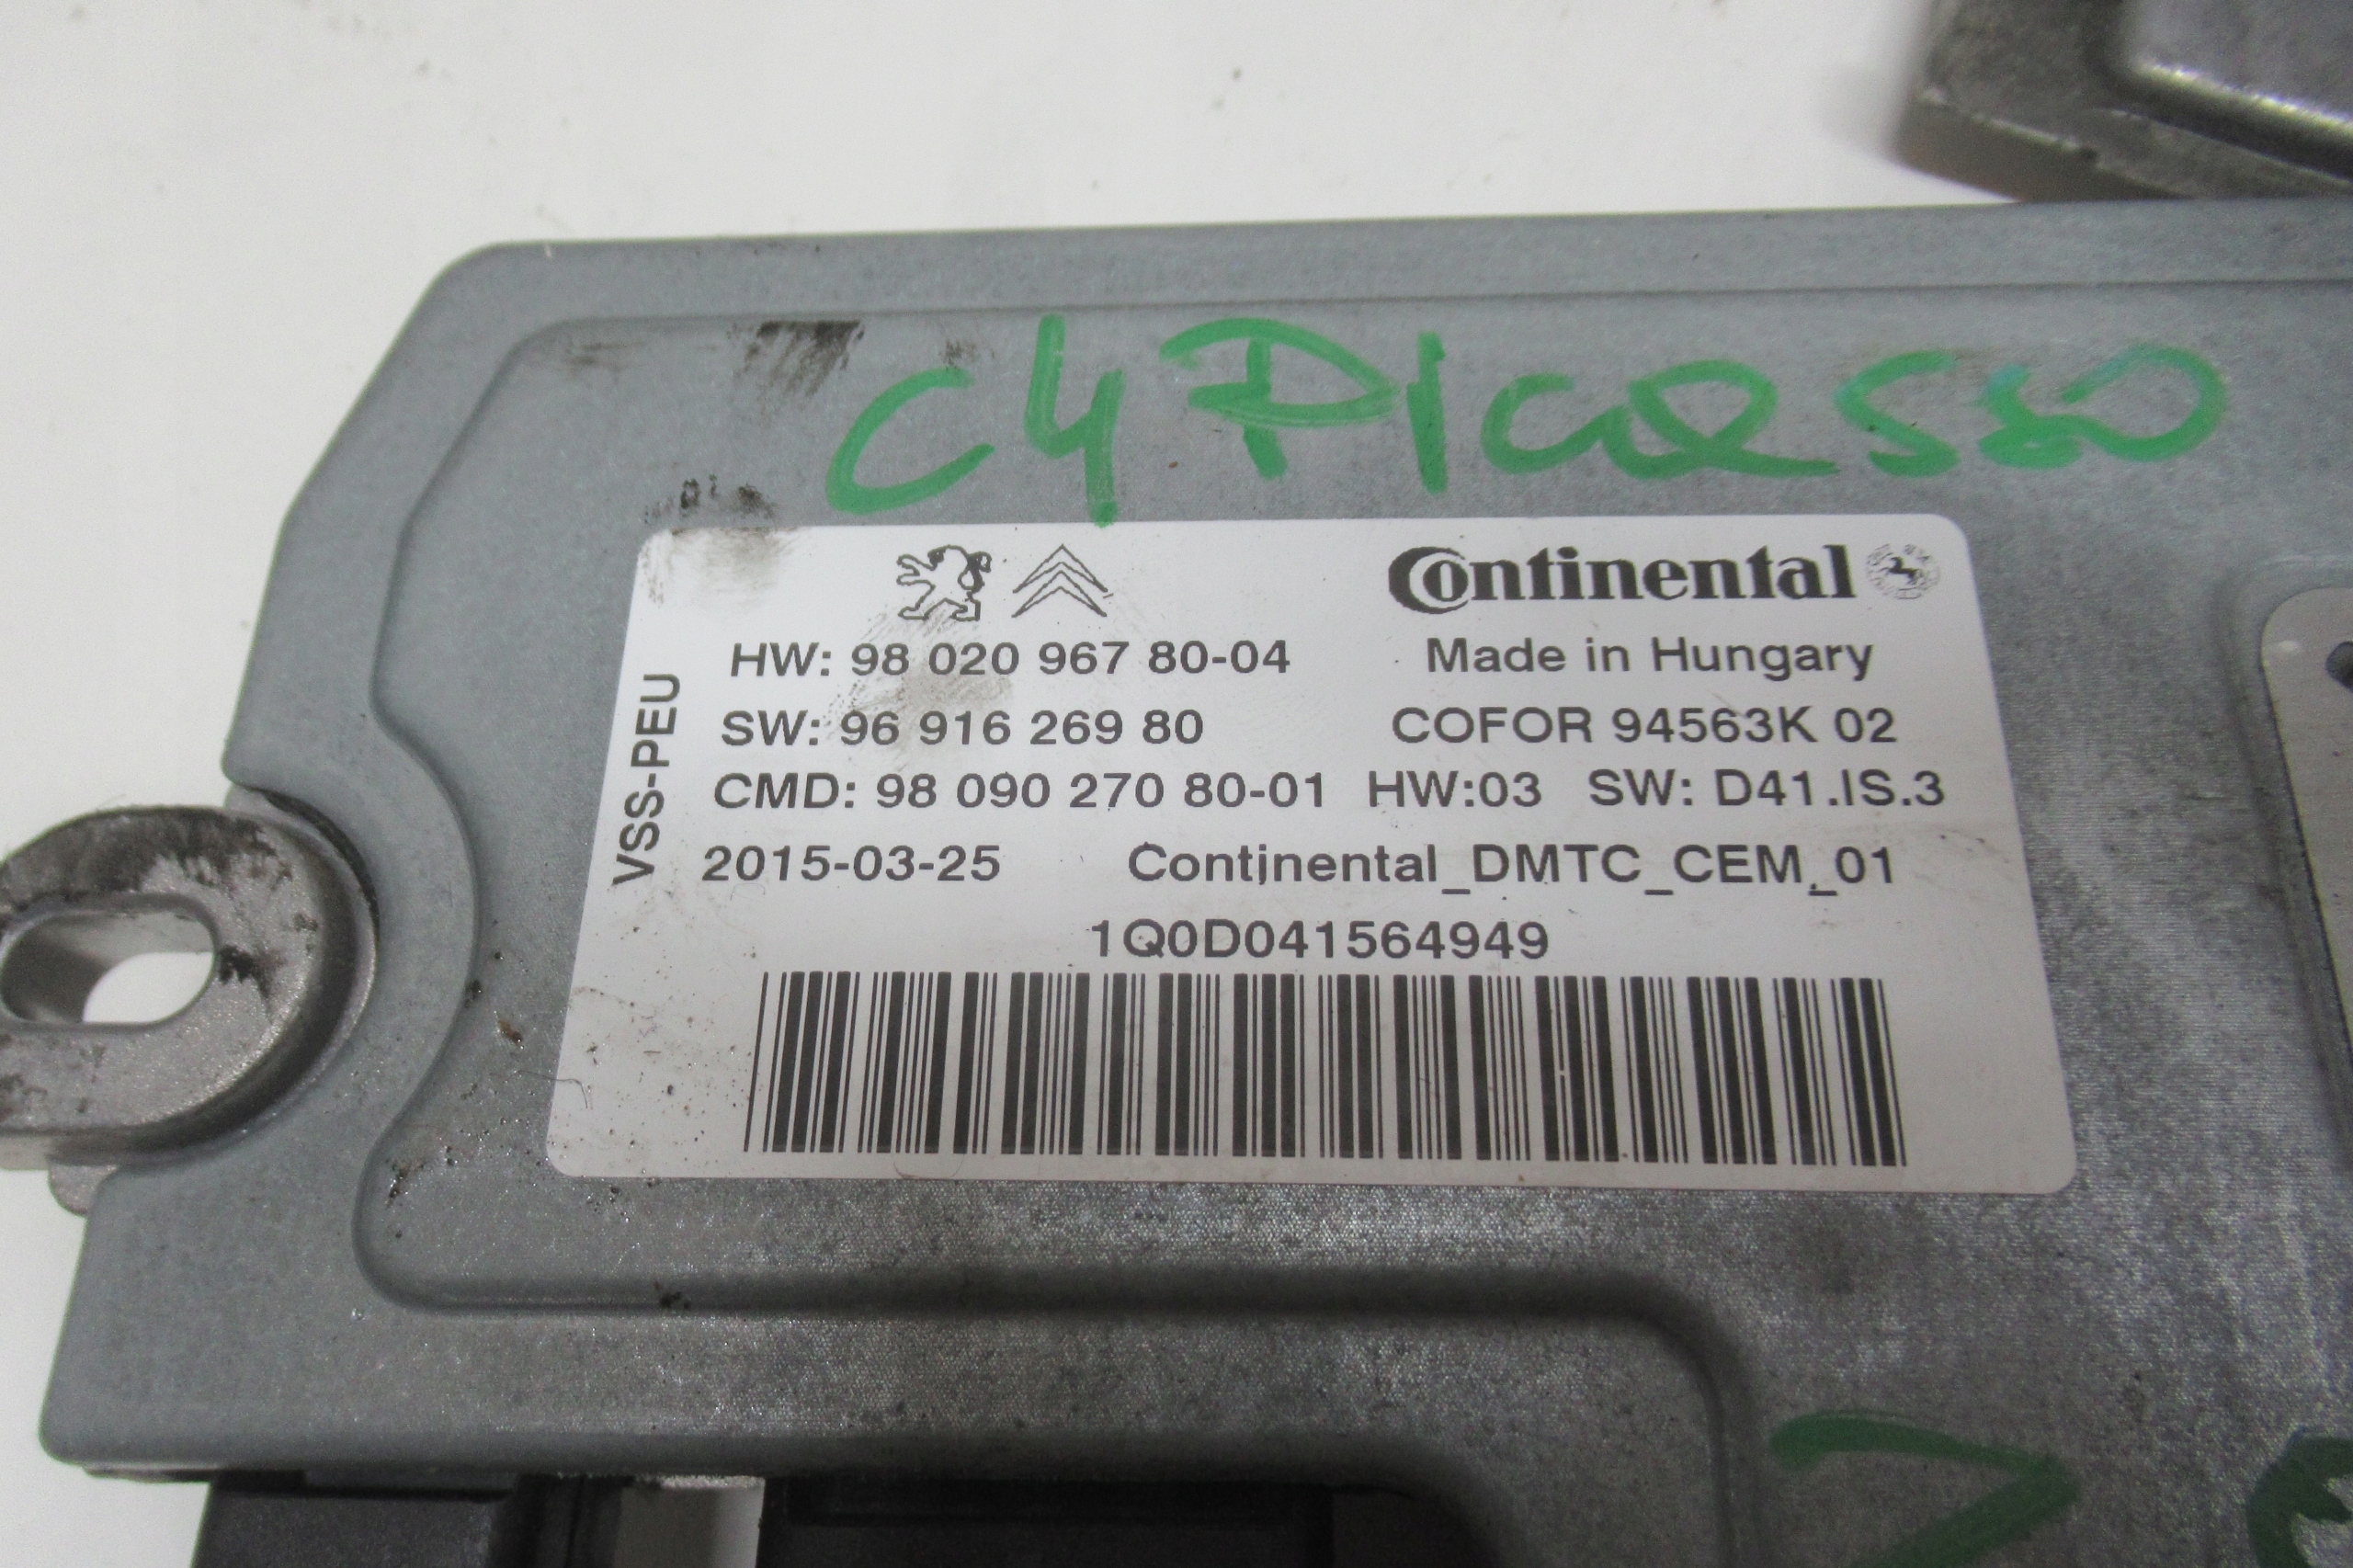 C4 Picasso
Continental
HW: 98 020 967 80-04 Made in Hungary
SW: 96 916 269 80 COFOR 94563K 02
CMD: 98 090 270 80-01 HW:03 SW: D41.IS.3
2015-03-25 Continental_DMTC_CEM_01
1Q0D041564949
VSS-PEU